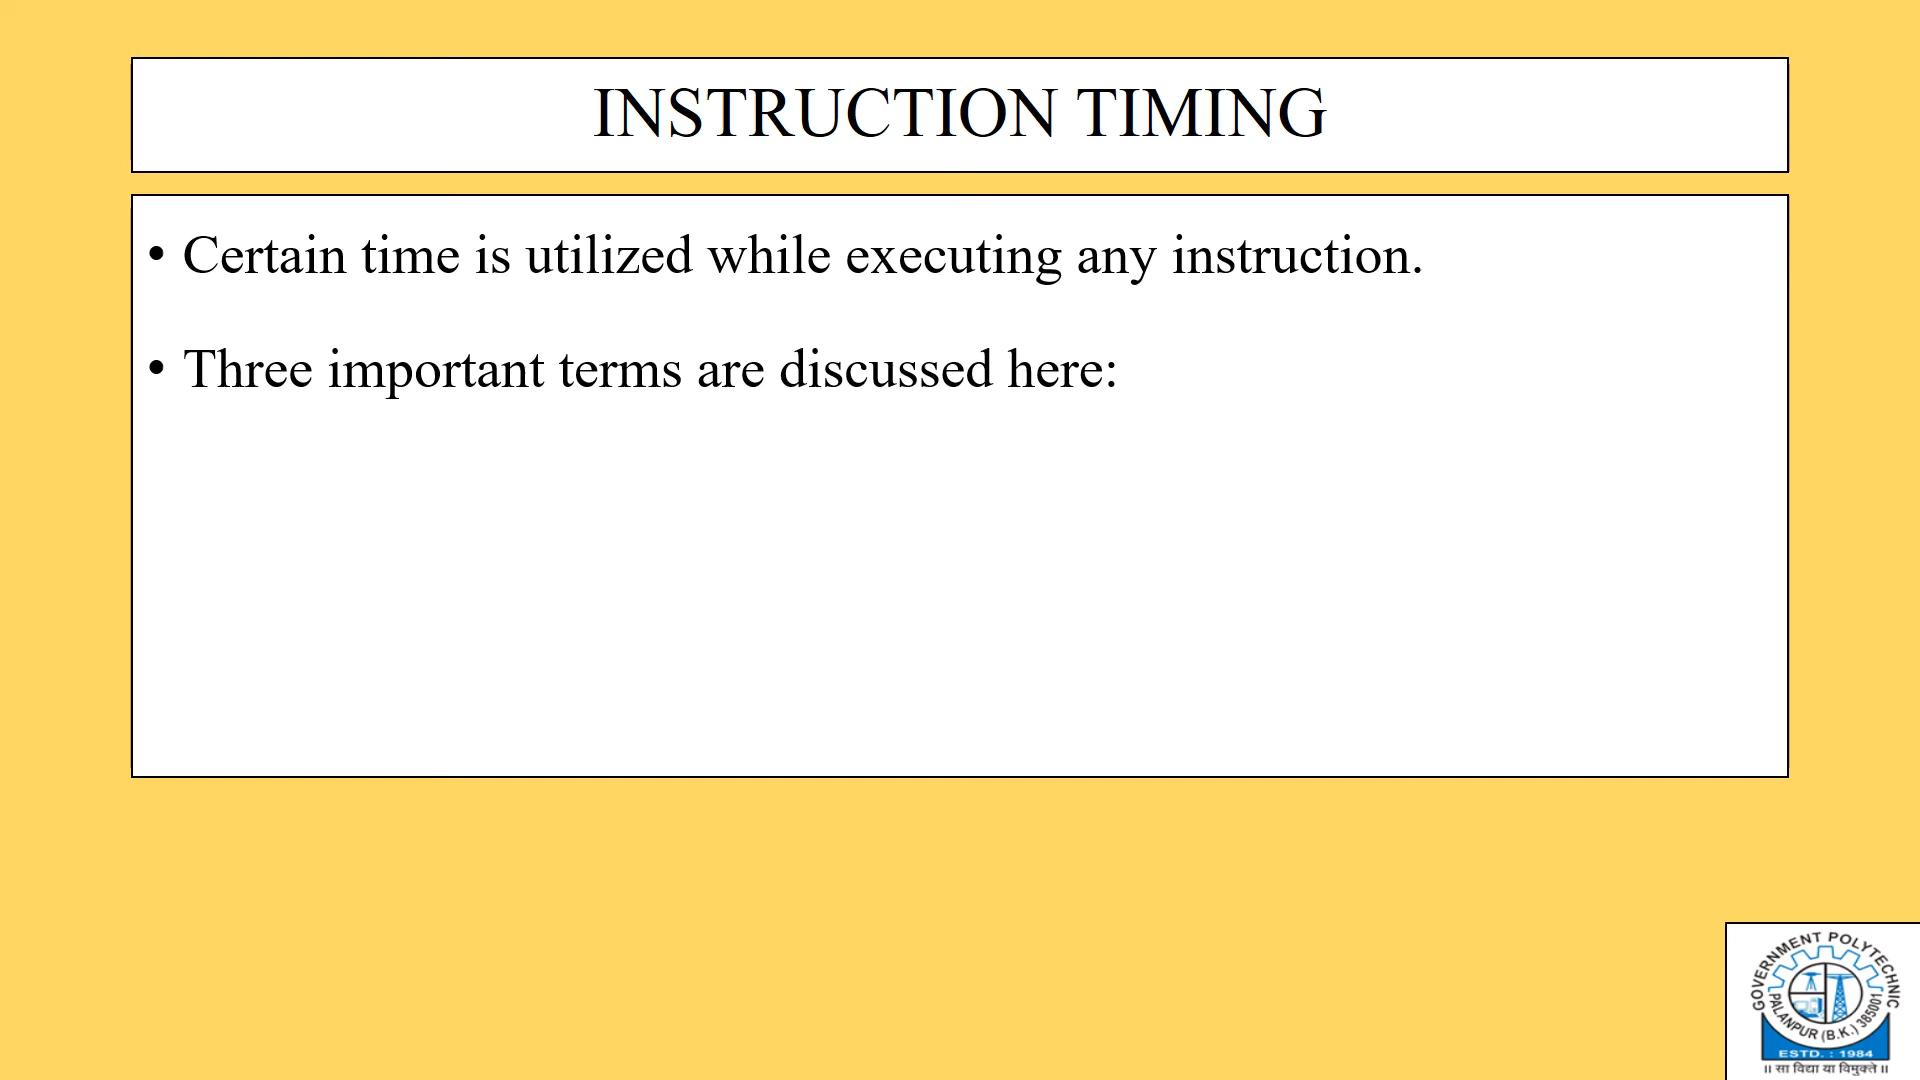 INSTRUCTION TIMING
• Certain time is utilized while executing any instruction.
• Three important terms are discussed here:
GOVERNMENT POLYTECHNIC
PALANPUR (B.K.) 385001
ESTD. : 1984
॥ सा विद्या या विमुक्ते ॥